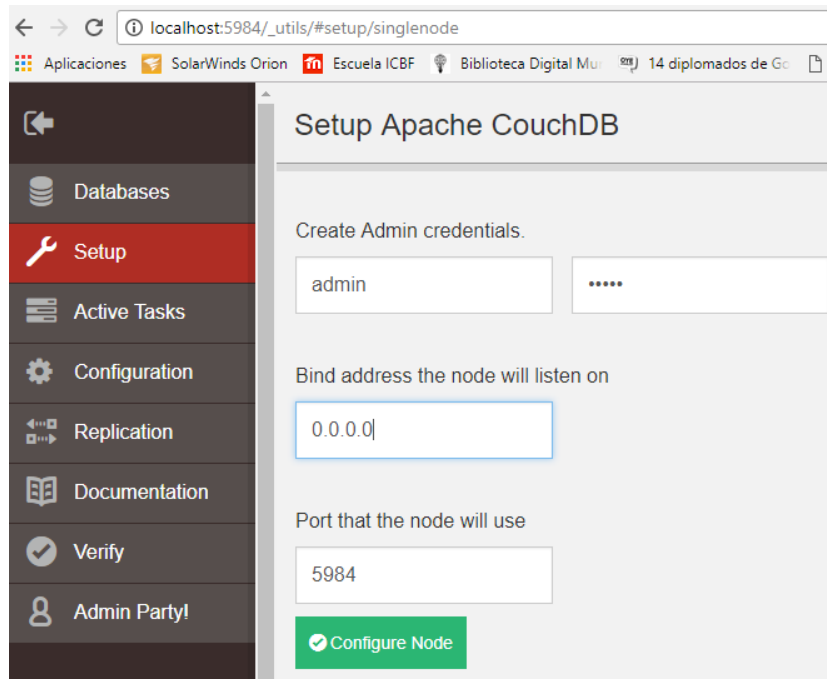 localhost:5984/_utils/#setup/singlenode
Aplicaciones SolarWinds Orion Escuela ICBF Biblioteca Digital Mu 14 diplomados de Go
Setup Apache CouchDB
Databases
Setup
Active Tasks
Configuration
Replication
Documentation
Verify
Admin Party!
Create Admin credentials.
admin •••••
Bind address the node will listen on
0.0.0.0
Port that the node will use
5984
Configure Node